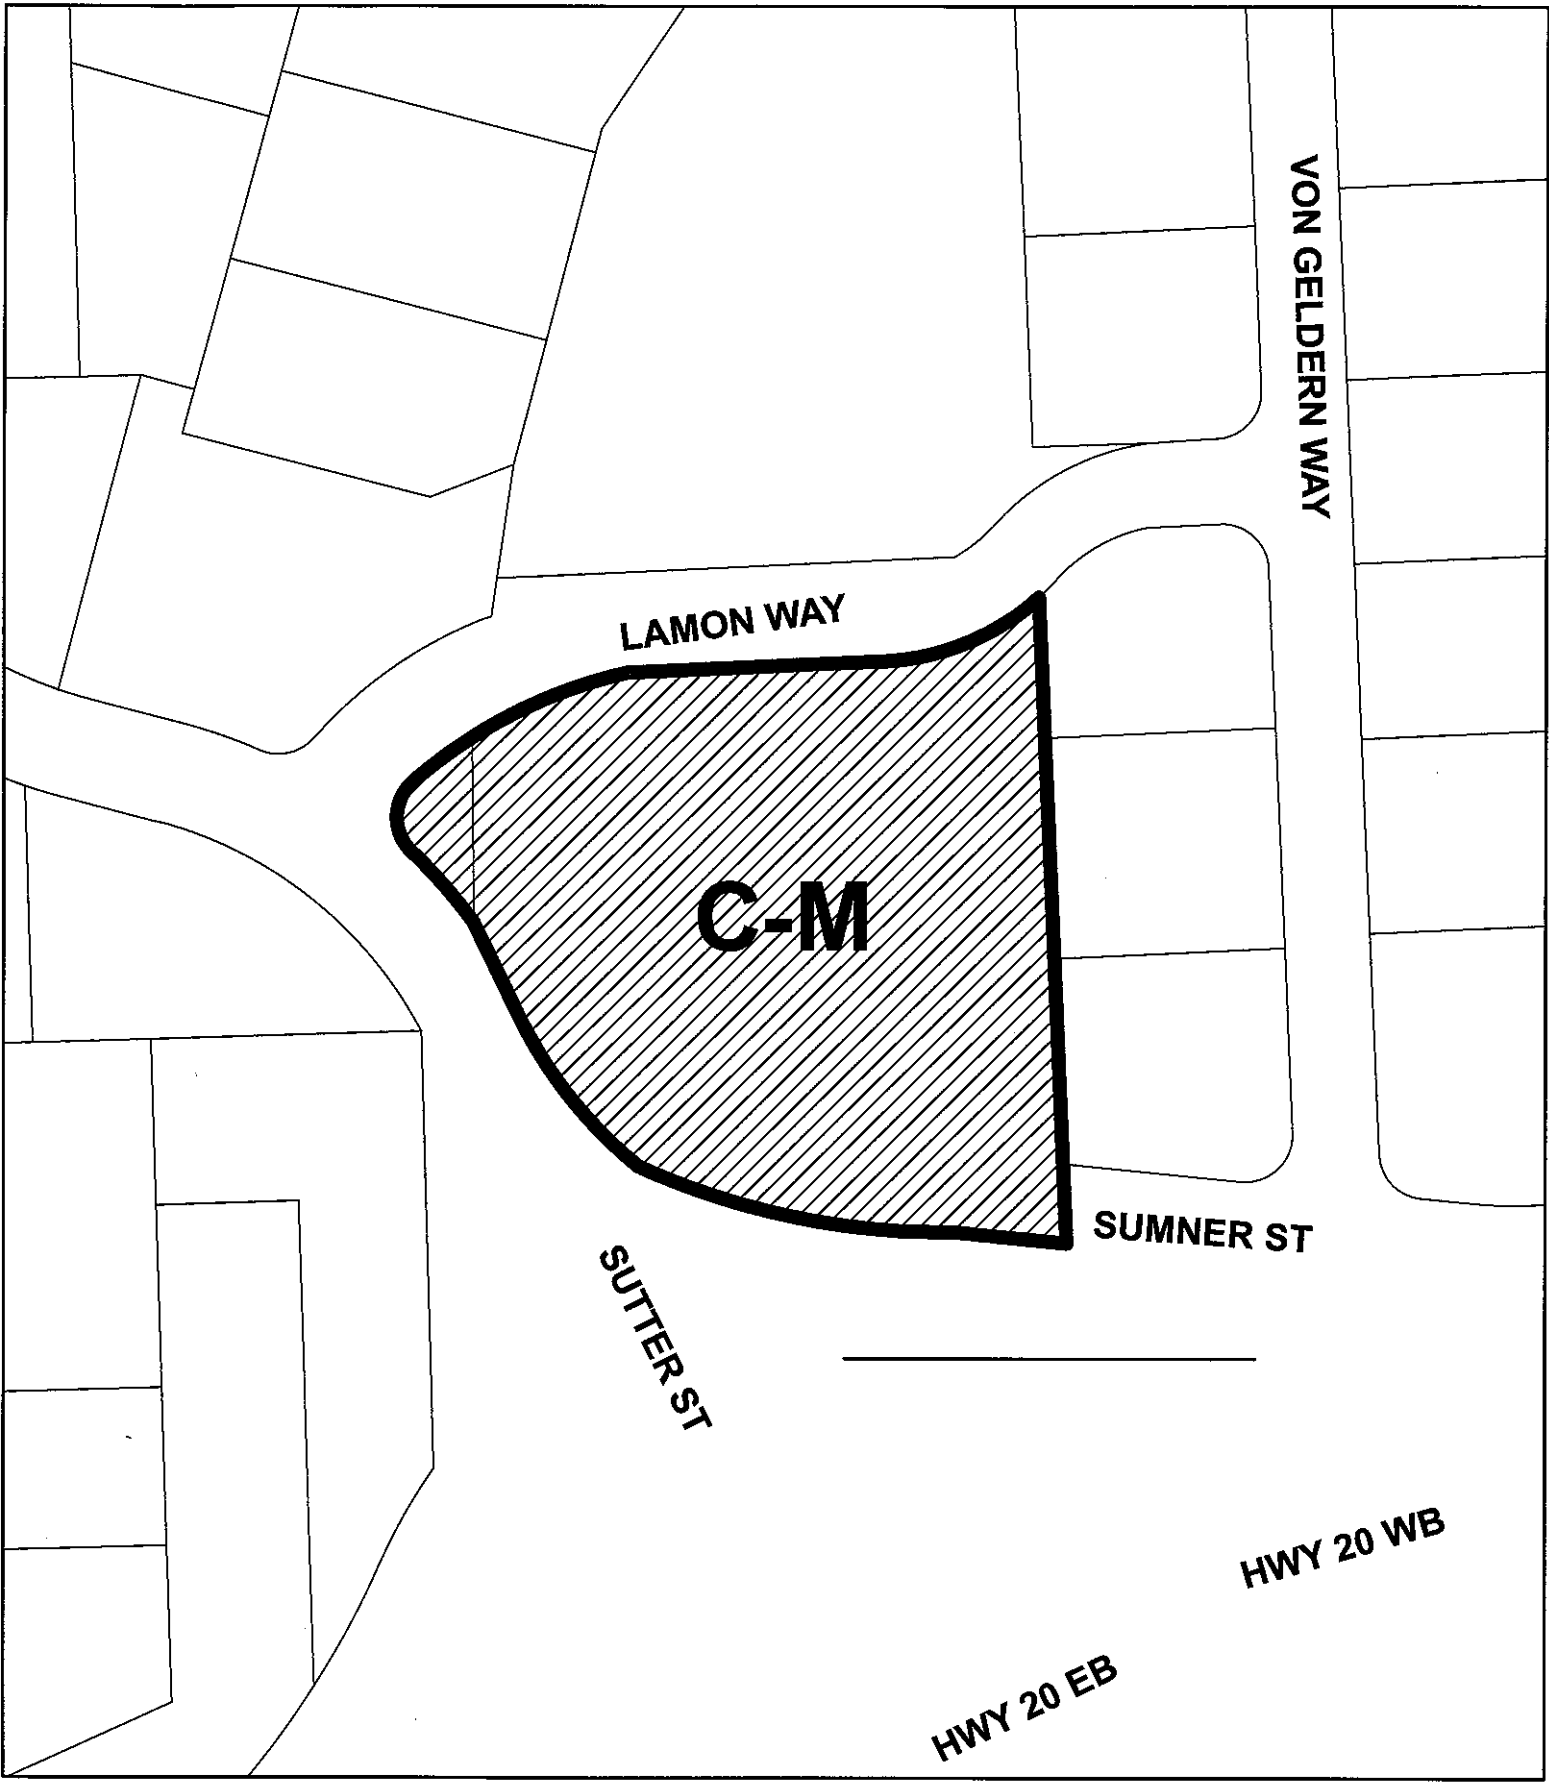 VON GELDERN WAY
LAMON WAY
C-M
SUMNER ST
SUTTER ST
HWY 20 WB
HWY 20 EB